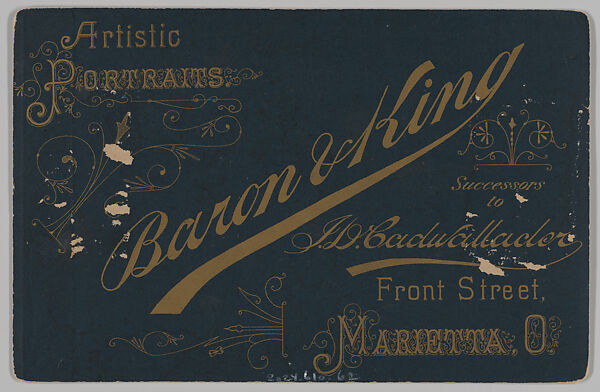 Artistic
Portraits.
Baron & King
Successors
to
J.D. Cadwallader
Front Street,
Marietta, O.